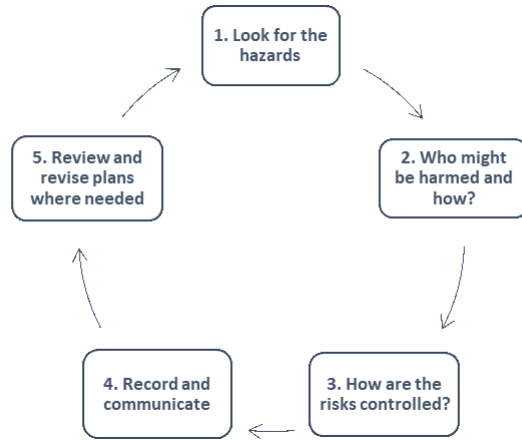 1. Look for the
hazards
2. Who might
be harmed and
how?
3. How are the
risks controlled?
4. Record and
communicate
5. Review and
revise plans
where needed